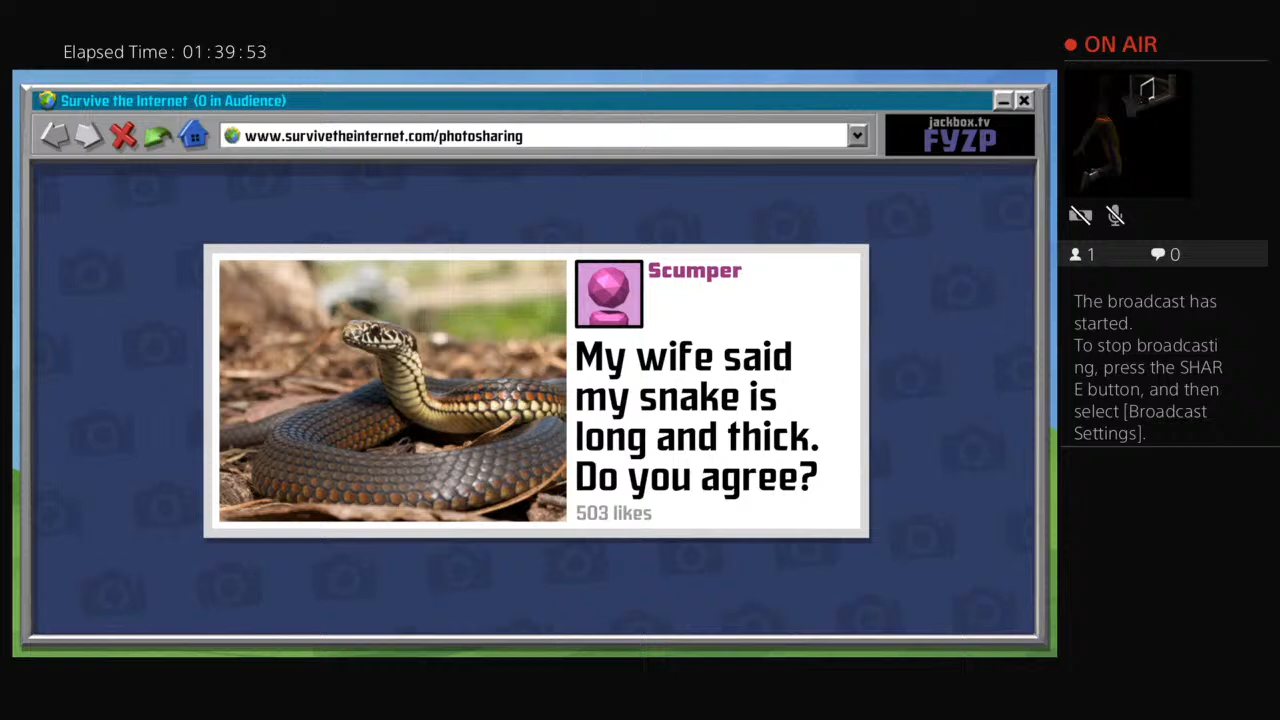 Elapsed Time: 01:39:53
ON AIR
Survive the Internet (0 in Audience)
www.survivetheinternet.com/photosharing
jackbox.tv
FYZP
Scumper
My wife said
my snake is
long and thick.
Do you agree?
503 likes
1
0
The broadcast has
started.
To stop broadcasti
ng, press the SHAR
E button, and then
select [Broadcast
Settings].